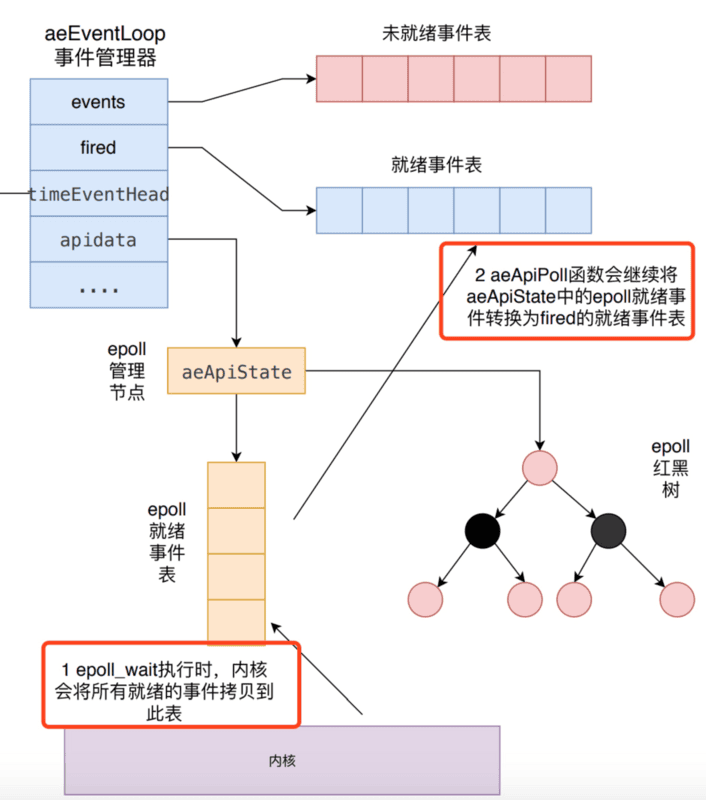 aeEventLoop
事件管理器
events
fired
timeEventHead
apidata
....
未就绪事件表
就绪事件表
2 aeApiPoll函数会继续将
aeApiState中的epoll就绪事
件转换为fired的就绪事件表
epoll
管理
节点
aeApiState
epoll
红黑
树
epoll
就绪
事件
表
1 epoll_wait执行时，内核
会将所有就绪的事件拷贝到
此表
内核